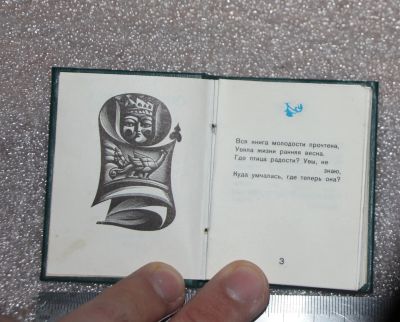 Вся книга молодости прочтена,
Увяла жизни ранняя весна.
Где птица радости? Увы, не
знаю,
Куда умчалась, где теперь она?
3